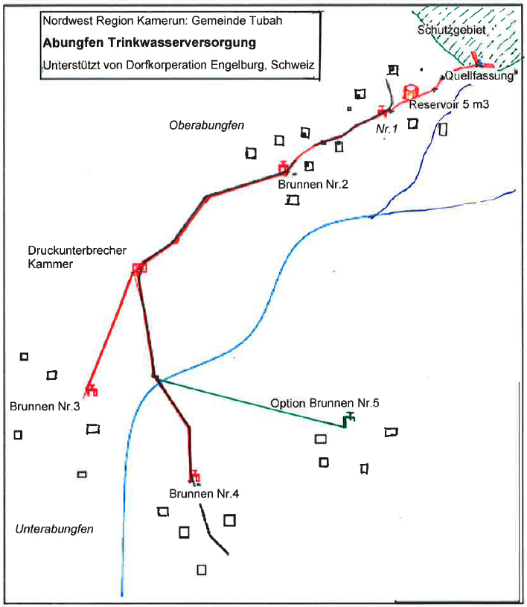 Nordwest Region Kamerun: Gemeinde Tubah
Abungfen Trinkwasserversorgung
Unterstützt von Dorfkorperation Engelburg, Schweiz
Schutzgebiet
Quellfassung
Reservoir 5 m3
Nr.1
Oberabungfen
Brunnen Nr.2
Druckunterbrecher
Kammer
Brunnen Nr.3
Option Brunnen Nr.5
Brunnen Nr.4
Unterabungfen